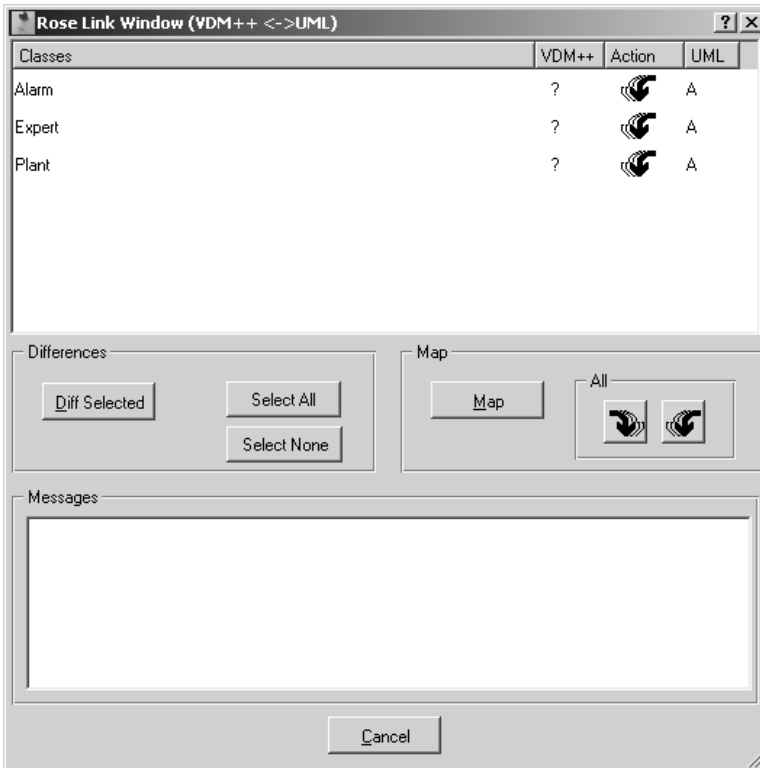 Rose Link Window (VDM++ <->UML)
Classes VDM++ Action UML
Alarm ? A
Expert ? A
Plant ? A
Differences
Diff Selected
Select All
Select None
Map
Map
All
Messages
Cancel